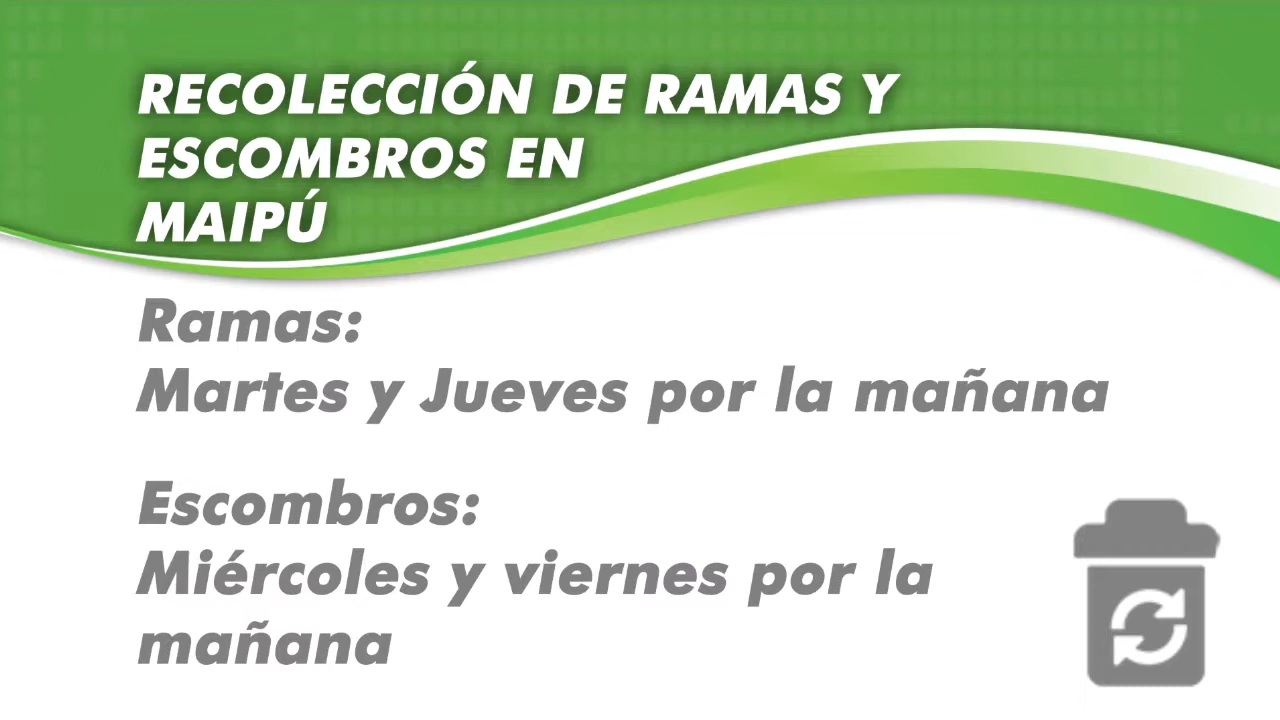 RECOLECCIÓN DE RAMAS Y
ESCOMBROS EN
MAIPÚ
Ramas:
Martes y Jueves por la mañana
Escombros:
Miércoles y viernes por la
mañana